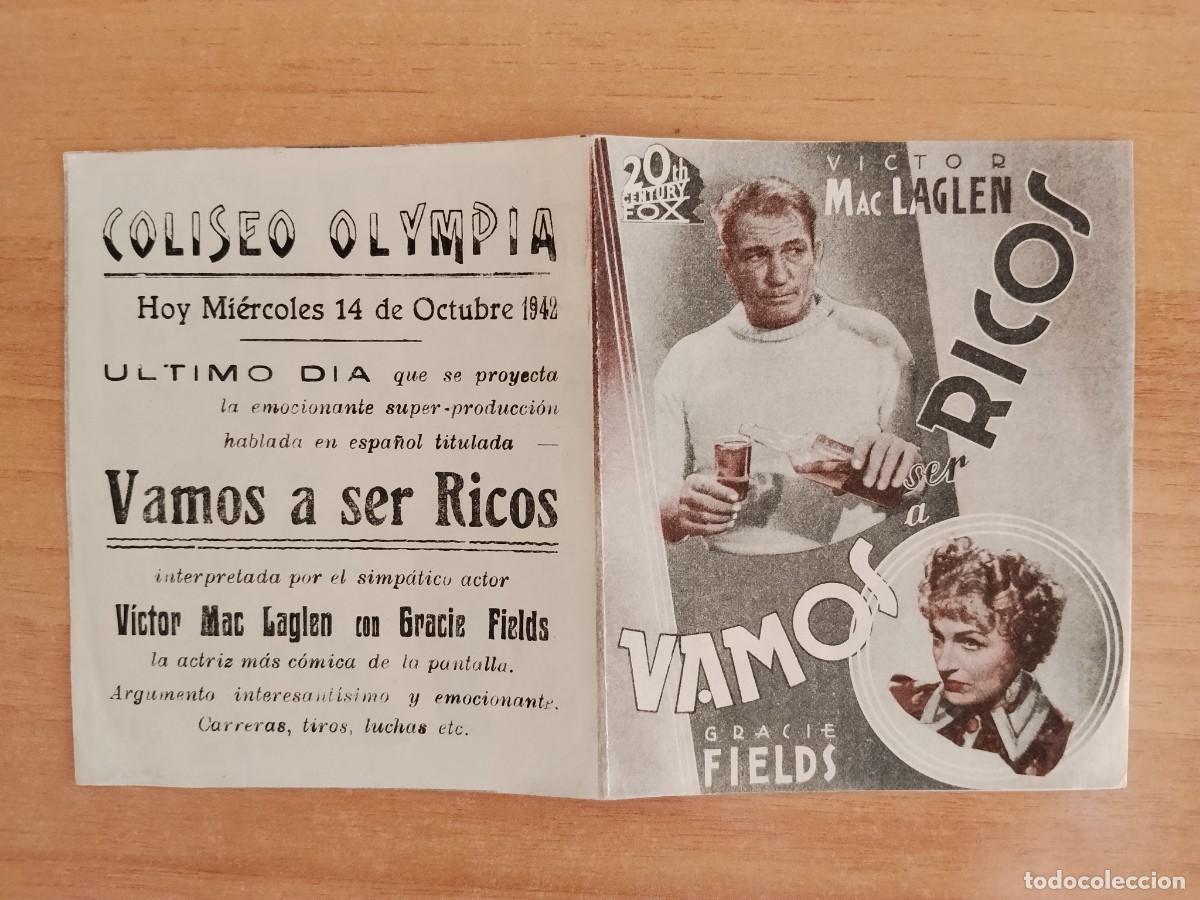 COLISEO OLYMPIA
Hoy Miércoles 14 de Octubre 1942
ULTIMO DIA que se proyecta
la emocionante super-producción
hablada en español titulada —
Vamos a ser Ricos
interpretada por el simpático actor
Víctor Mac Laglen con Gracie Fields
la actriz más cómica de la pantalla.
Argumento interesantísimo y emocionante.
Carreras, tiros, luchas etc.
20th
CENTURY
FOX
VICTOR
MAC LAGLEN
VAMOS
a
ser
RICOS
GRACIE
FIELDS
todocoleccion